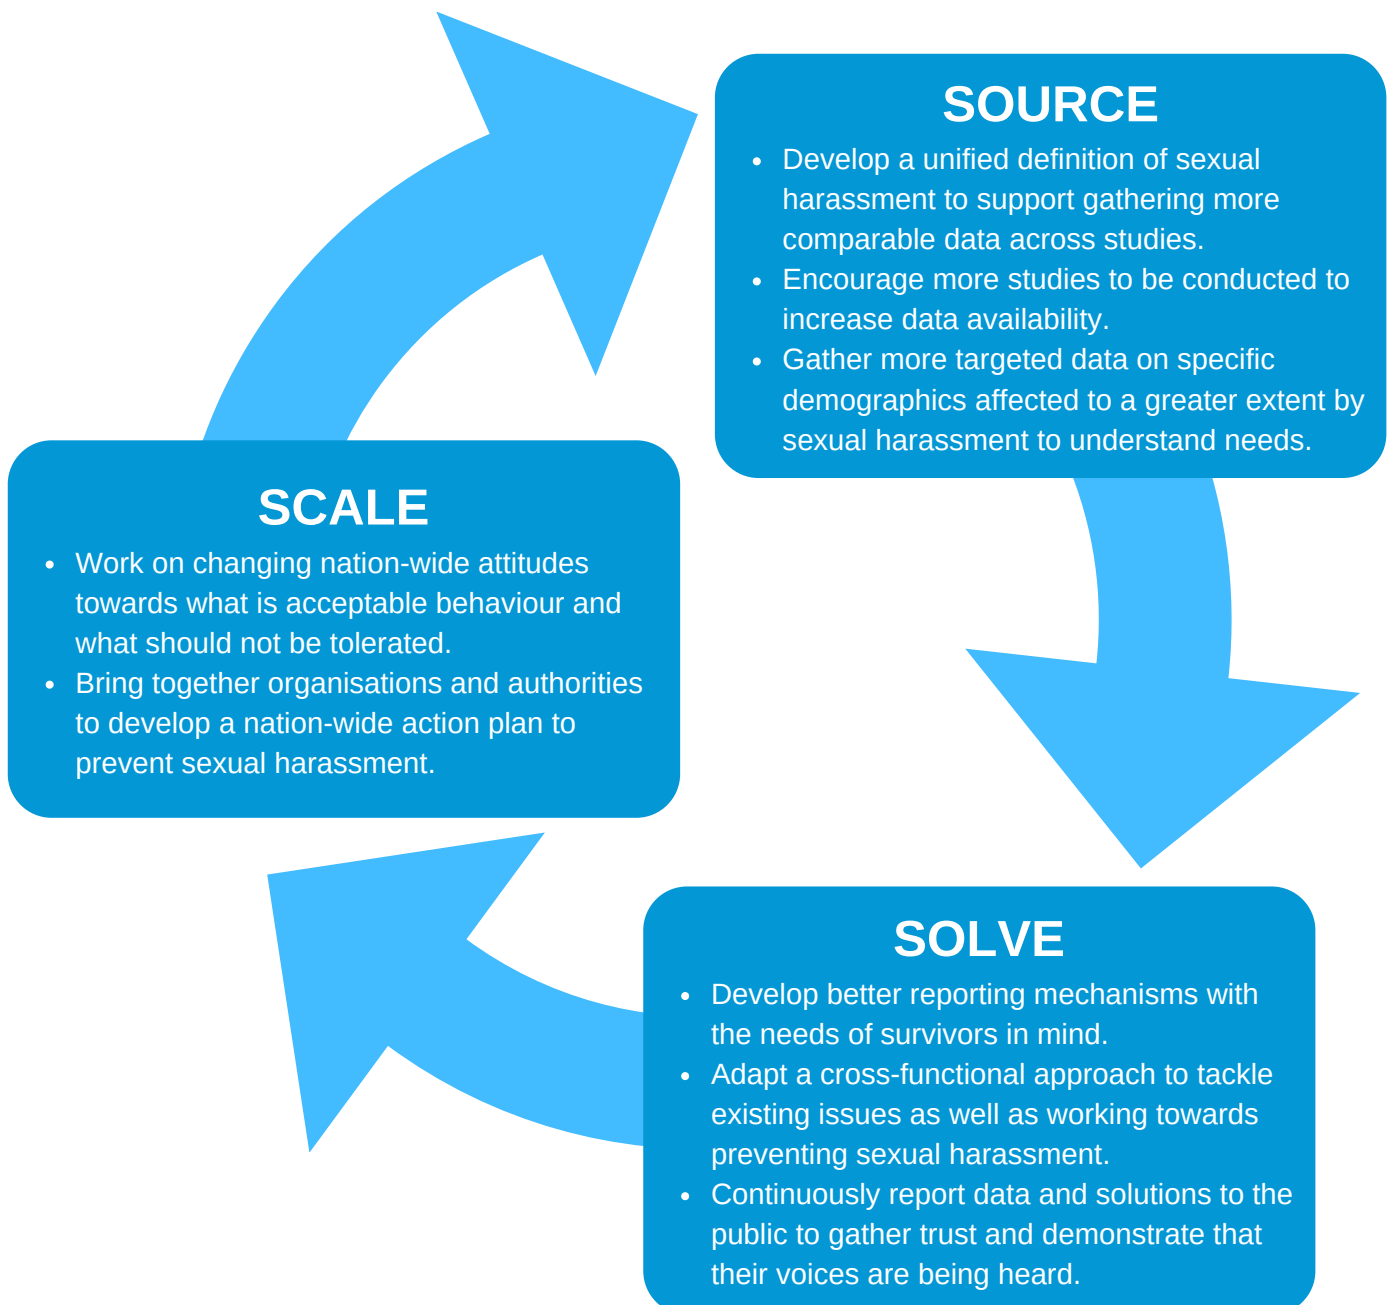 SOURCE
• Develop a unified definition of sexual
harassment to support gathering more
comparable data across studies.
• Encourage more studies to be conducted to
increase data availability.
• Gather more targeted data on specific
demographics affected to a greater extent by
sexual harassment to understand needs.
SOLVE
• Develop better reporting mechanisms with
the needs of survivors in mind.
• Adapt a cross-functional approach to tackle
existing issues as well as working towards
preventing sexual harassment.
• Continuously report data and solutions to the
public to gather trust and demonstrate that
their voices are being heard.
SCALE
• Work on changing nation-wide attitudes
towards what is acceptable behaviour and
what should not be tolerated.
• Bring together organisations and authorities
to develop a nation-wide action plan to
prevent sexual harassment.